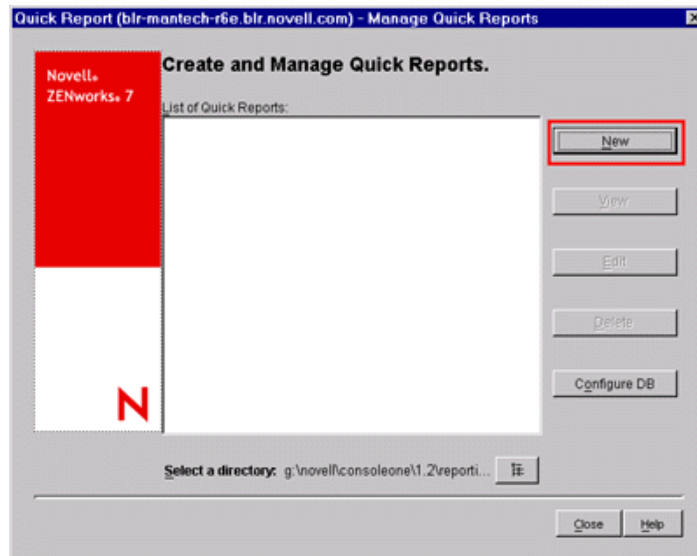 Quick Report (blr-mantech-r6e.blr.novell.com) - Manage Quick Reports
Novell®
ZENworks® 7
Create and Manage Quick Reports.
List of Quick Reports:
New
View
Edit
Delete
Configure DB
N
Select a directory: g:\novell\consoleone\1.2\reporti...
Close
Help